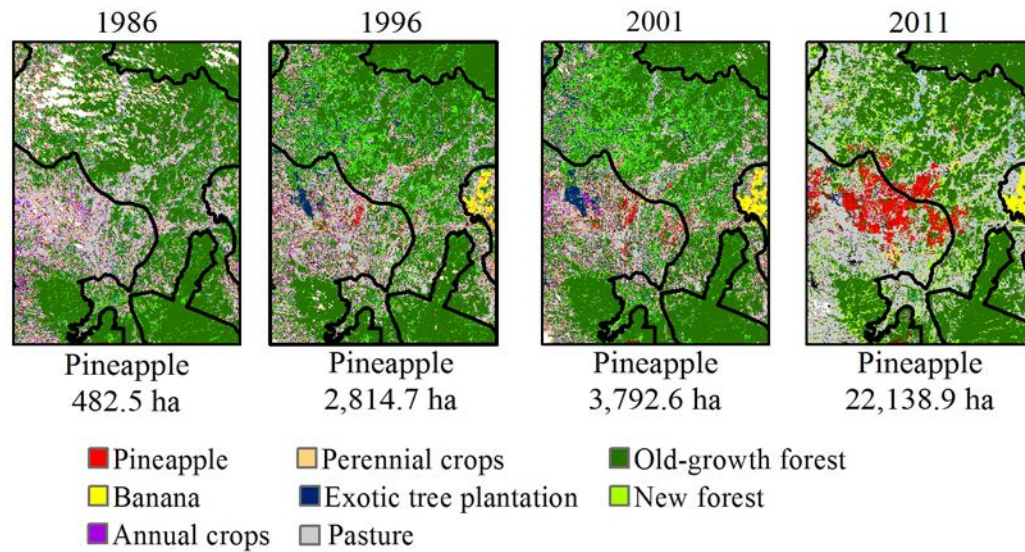 1986 1996 2001 2011
Pineapple Pineapple Pineapple Pineapple
482.5 ha 2,814.7 ha 3,792.6 ha 22,138.9 ha
Pineapple Perennial crops Old-growth forest
Banana Exotic tree plantation New forest
Annual crops Pasture